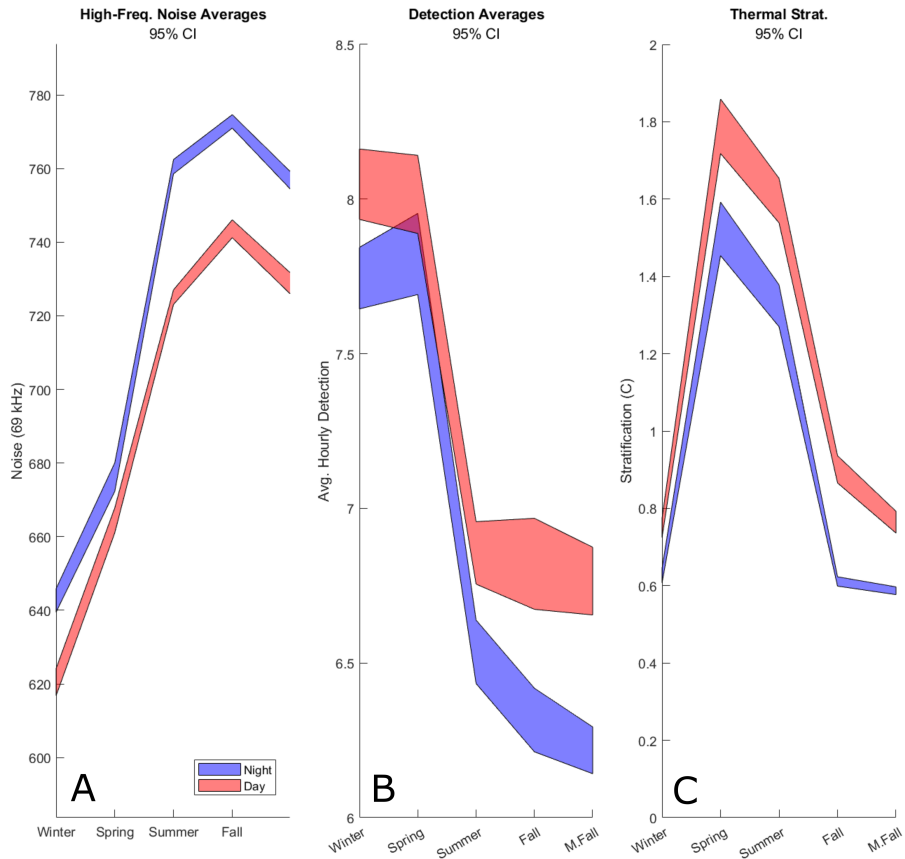 High-Freq. Noise Averages
95% CI
780
760
740
720
700
680
660
640
620
600
Noise (69 kHz)
A
Night
Day
Winter Spring Summer Fall
Detection Averages
95% CI
8.5
8
7.5
7
6.5
6
Avg. Hourly Detection
B
Winter Spring Summer Fall M.Fall
Thermal Strat.
95% CI
2
1.8
1.6
1.4
1.2
1
0.8
0.6
0.4
0.2
0
Stratification (C)
C
Winter Spring Summer Fall M.Fall